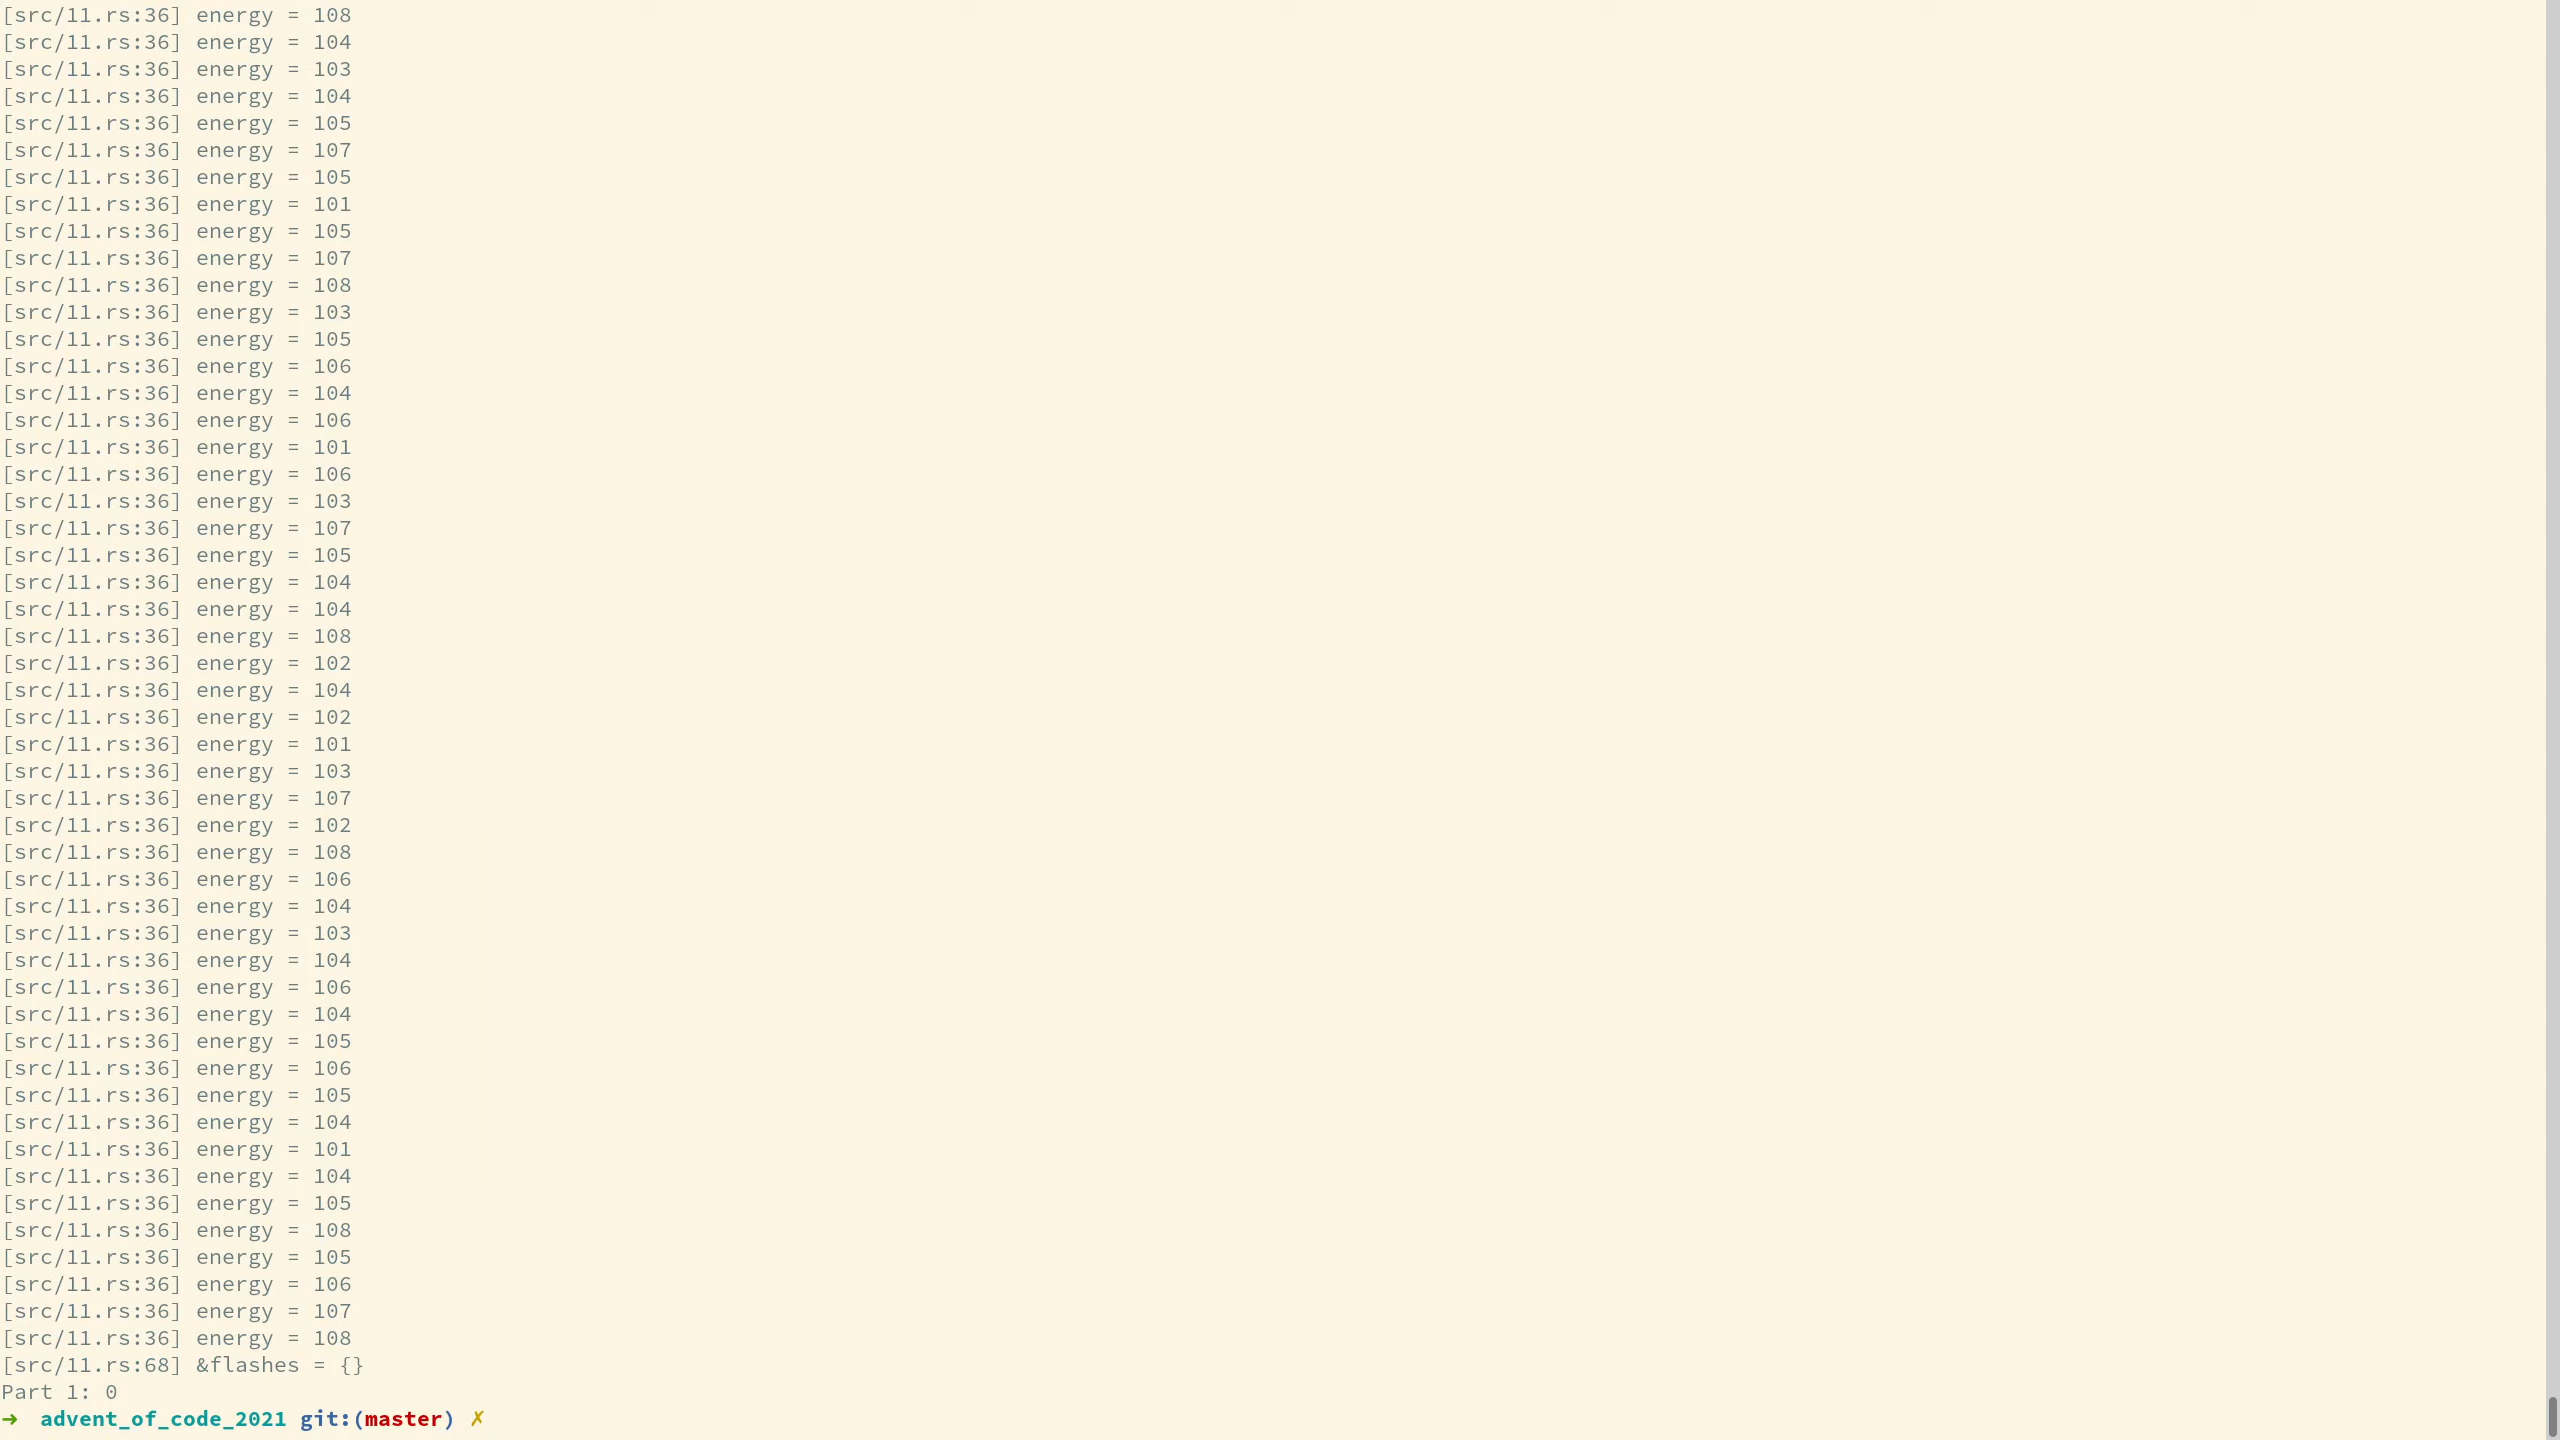 [src/11.rs:36] energy = 108
[src/11.rs:36] energy = 104
[src/11.rs:36] energy = 103
[src/11.rs:36] energy = 104
[src/11.rs:36] energy = 105
[src/11.rs:36] energy = 107
[src/11.rs:36] energy = 105
[src/11.rs:36] energy = 101
[src/11.rs:36] energy = 105
[src/11.rs:36] energy = 107
[src/11.rs:36] energy = 108
[src/11.rs:36] energy = 103
[src/11.rs:36] energy = 105
[src/11.rs:36] energy = 106
[src/11.rs:36] energy = 104
[src/11.rs:36] energy = 106
[src/11.rs:36] energy = 101
[src/11.rs:36] energy = 106
[src/11.rs:36] energy = 103
[src/11.rs:36] energy = 107
[src/11.rs:36] energy = 105
[src/11.rs:36] energy = 104
[src/11.rs:36] energy = 104
[src/11.rs:36] energy = 108
[src/11.rs:36] energy = 102
[src/11.rs:36] energy = 104
[src/11.rs:36] energy = 102
[src/11.rs:36] energy = 101
[src/11.rs:36] energy = 103
[src/11.rs:36] energy = 107
[src/11.rs:36] energy = 102
[src/11.rs:36] energy = 108
[src/11.rs:36] energy = 106
[src/11.rs:36] energy = 104
[src/11.rs:36] energy = 103
[src/11.rs:36] energy = 104
[src/11.rs:36] energy = 106
[src/11.rs:36] energy = 104
[src/11.rs:36] energy = 105
[src/11.rs:36] energy = 106
[src/11.rs:36] energy = 105
[src/11.rs:36] energy = 104
[src/11.rs:36] energy = 101
[src/11.rs:36] energy = 104
[src/11.rs:36] energy = 105
[src/11.rs:36] energy = 108
[src/11.rs:36] energy = 105
[src/11.rs:36] energy = 106
[src/11.rs:36] energy = 107
[src/11.rs:36] energy = 108
[src/11.rs:68] &flashes = {}
Part 1: 0
➜  advent_of_code_2021 git:(master) ✗